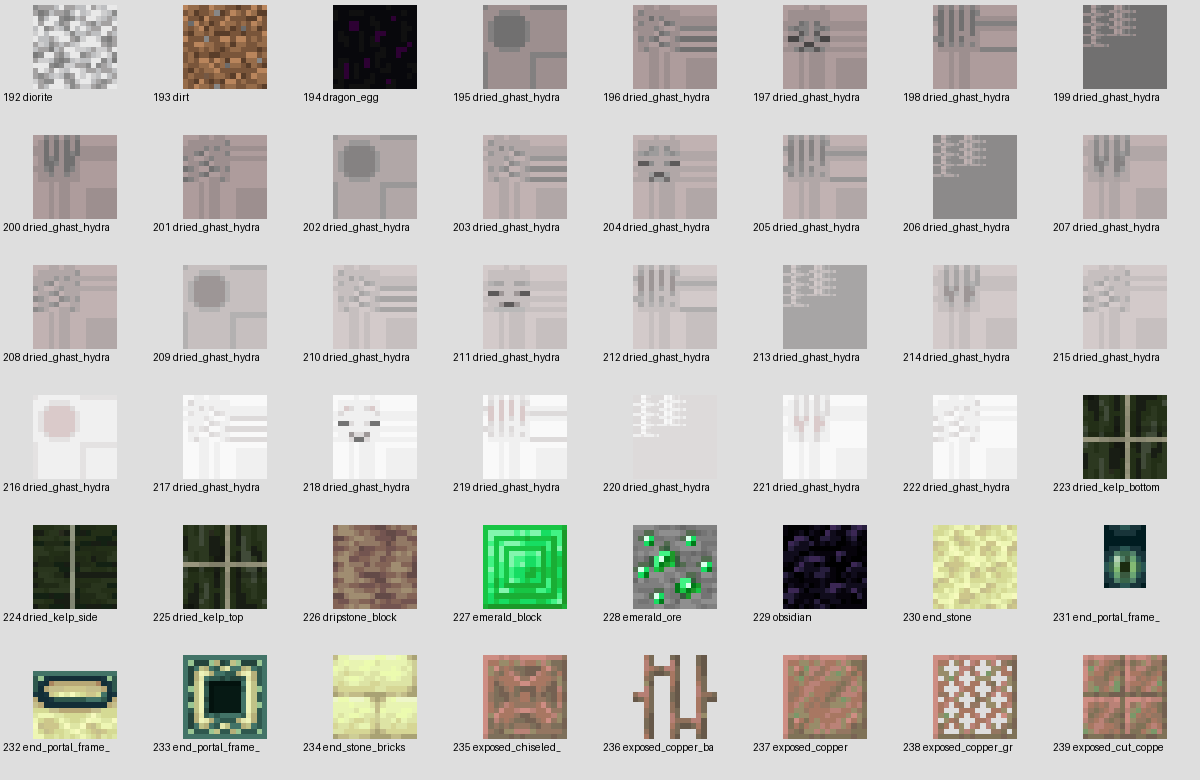 192 diorite
193 dirt
194 dragon_egg
195 dried_ghast_hydra
196 dried_ghast_hydra
197 dried_ghast_hydra
198 dried_ghast_hydra
199 dried_ghast_hydra
200 dried_ghast_hydra
201 dried_ghast_hydra
202 dried_ghast_hydra
203 dried_ghast_hydra
204 dried_ghast_hydra
205 dried_ghast_hydra
206 dried_ghast_hydra
207 dried_ghast_hydra
208 dried_ghast_hydra
209 dried_ghast_hydra
210 dried_ghast_hydra
211 dried_ghast_hydra
212 dried_ghast_hydra
213 dried_ghast_hydra
214 dried_ghast_hydra
215 dried_ghast_hydra
216 dried_ghast_hydra
217 dried_ghast_hydra
218 dried_ghast_hydra
219 dried_ghast_hydra
220 dried_ghast_hydra
221 dried_ghast_hydra
222 dried_ghast_hydra
223 dried_kelp_bottom
224 dried_kelp_side
225 dried_kelp_top
226 dripstone_block
227 emerald_block
228 emerald_ore
229 obsidian
230 end_stone
231 end_portal_frame_
232 end_portal_frame_
233 end_portal_frame_
234 end_stone_bricks
235 exposed_chiseled_
236 exposed_copper_ba
237 exposed_copper
238 exposed_copper_gr
239 exposed_cut_coppe